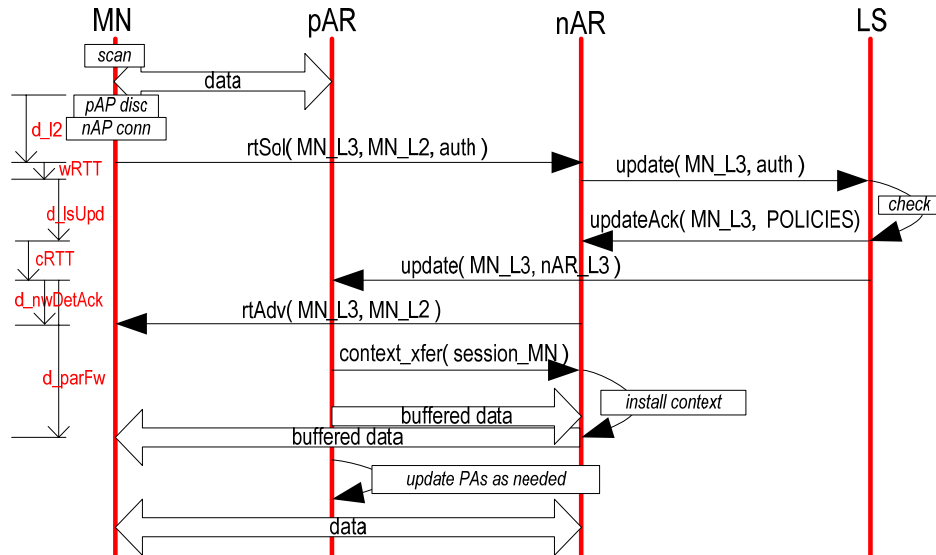 MN pAR nAR LS
scan
data
pAP disc
d_l2
nAP conn
rtSol( MN_L3, MN_L2, auth )
wRTT
update( MN_L3, auth )
check
d_lsUpd
updateAck( MN_L3, POLICIES)
cRTT
update( MN_L3, nAR_L3 )
d_nwDetAck
rtAdv( MN_L3, MN_L2 )
context_xfer( session_MN )
d_parFw
install context
buffered data
buffered data
update PAs as needed
data